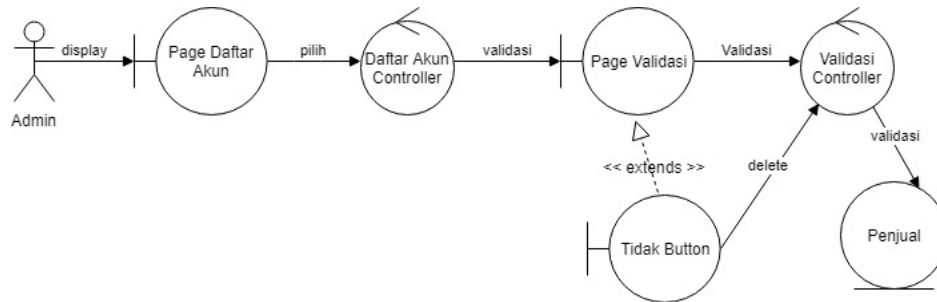 display
Page Daftar
Akun
pilih
Daftar Akun
Controller
validasi
Page Validasi
Validasi
Validasi
Controller
Admin
validasi
<< extends >>
delete
Tidak Button
Penjual